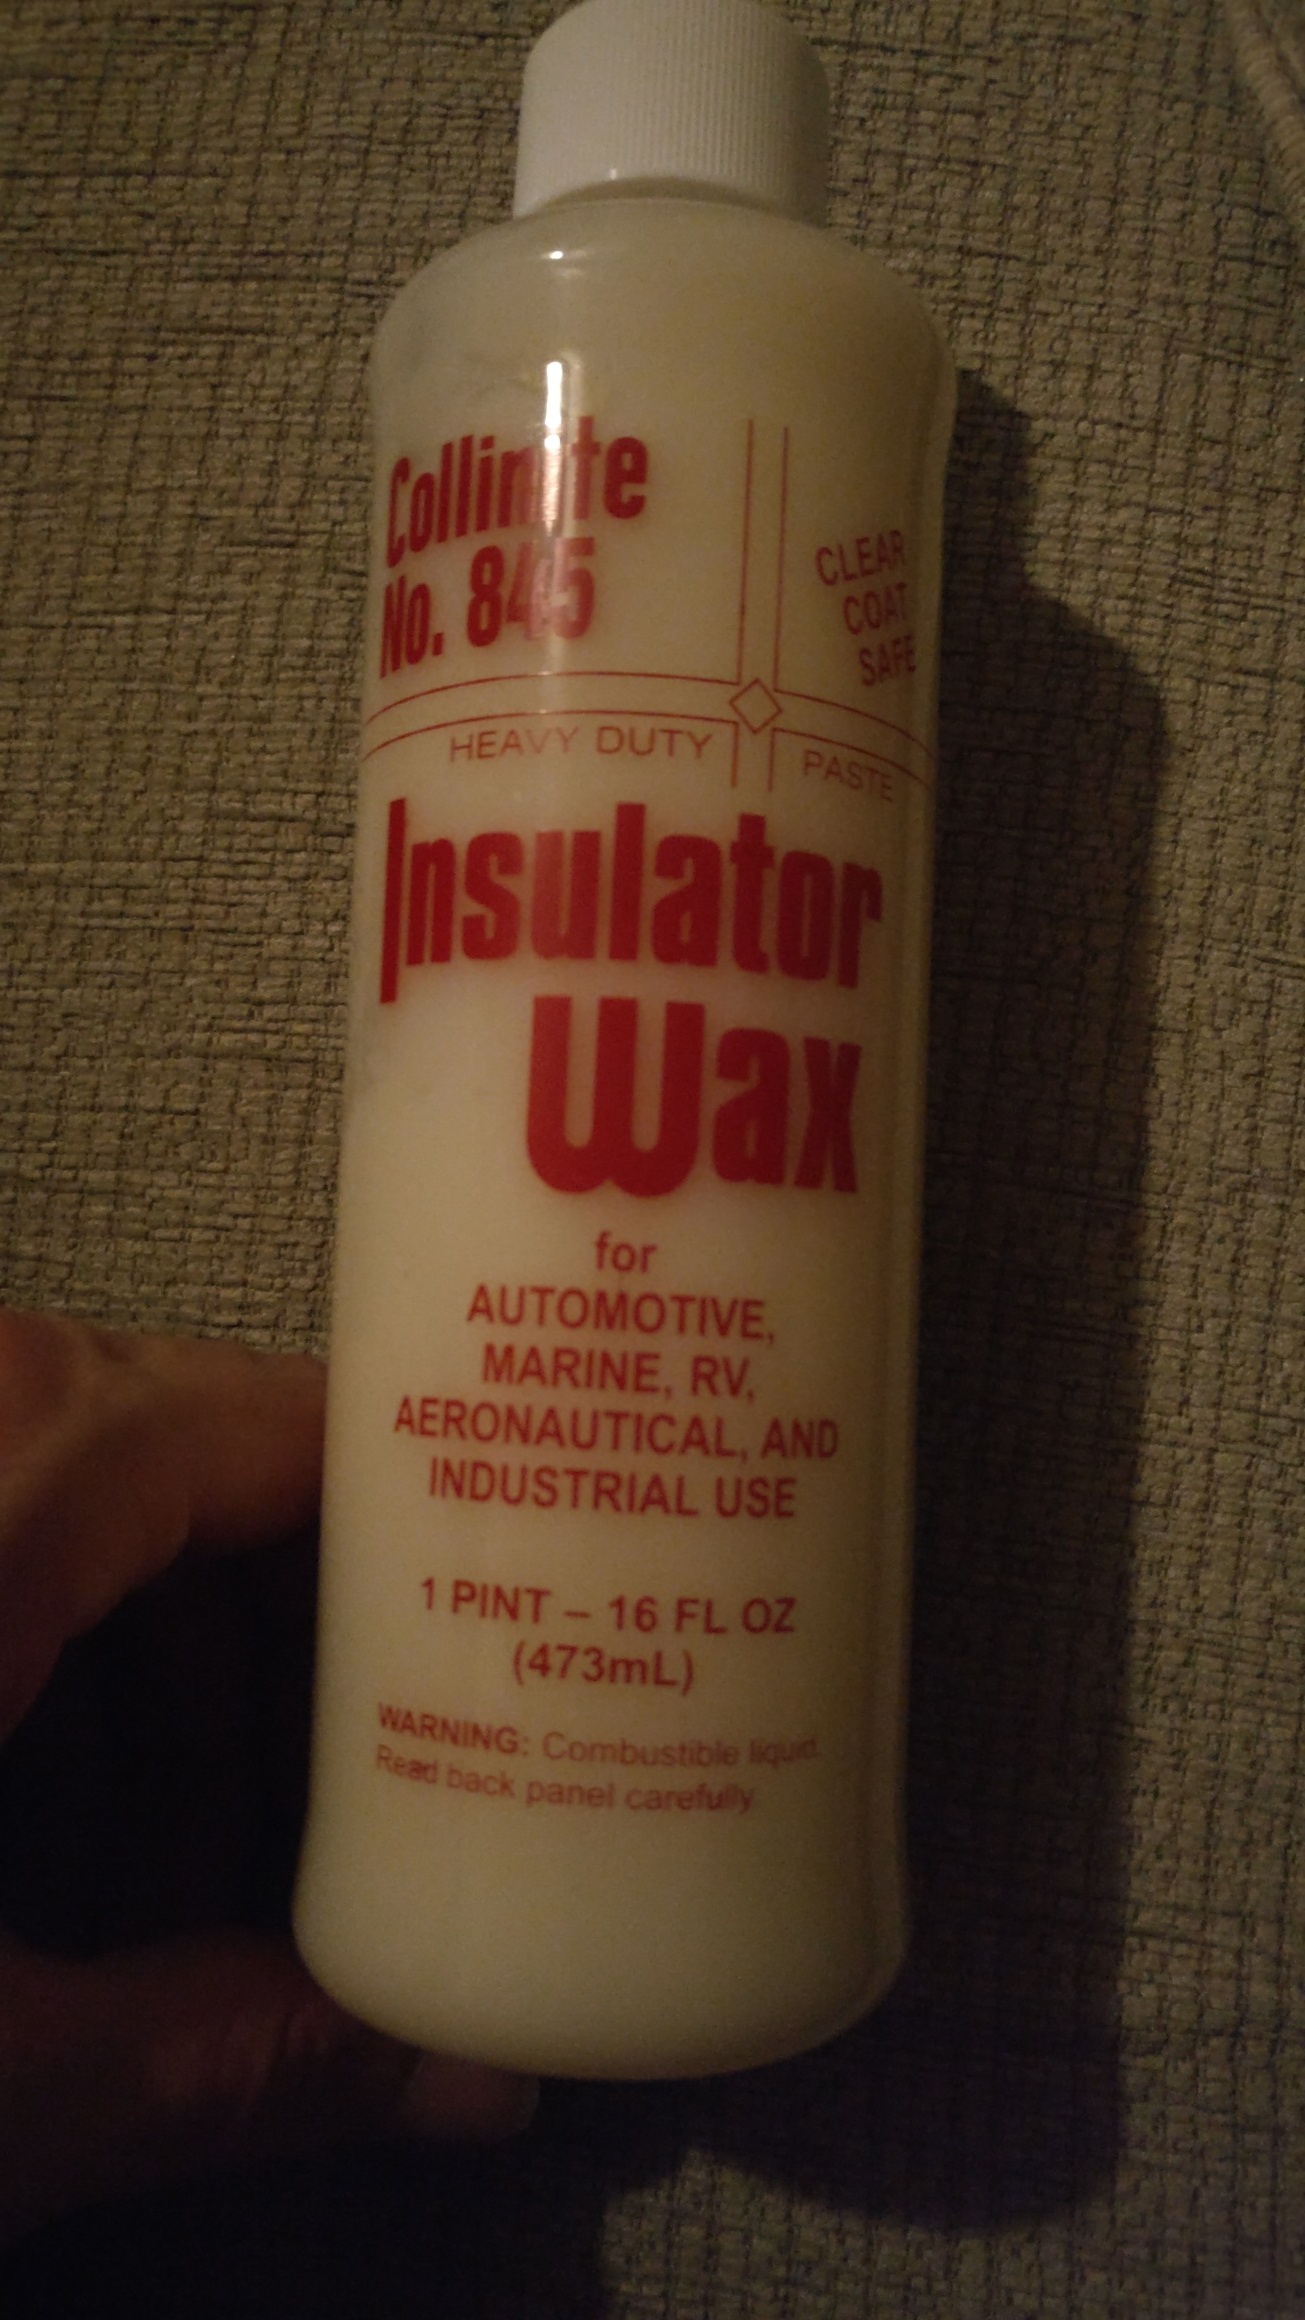 Collinite
No. 845
CLEAR
COAT
SAFE
HEAVY DUTY PASTE
Insulator
Wax
for
AUTOMOTIVE,
MARINE, RV,
AERONAUTICAL, AND
INDUSTRIAL USE
1 PINT – 16 FL OZ
(473mL)
WARNING: Combustible liquid.
Read back panel carefully